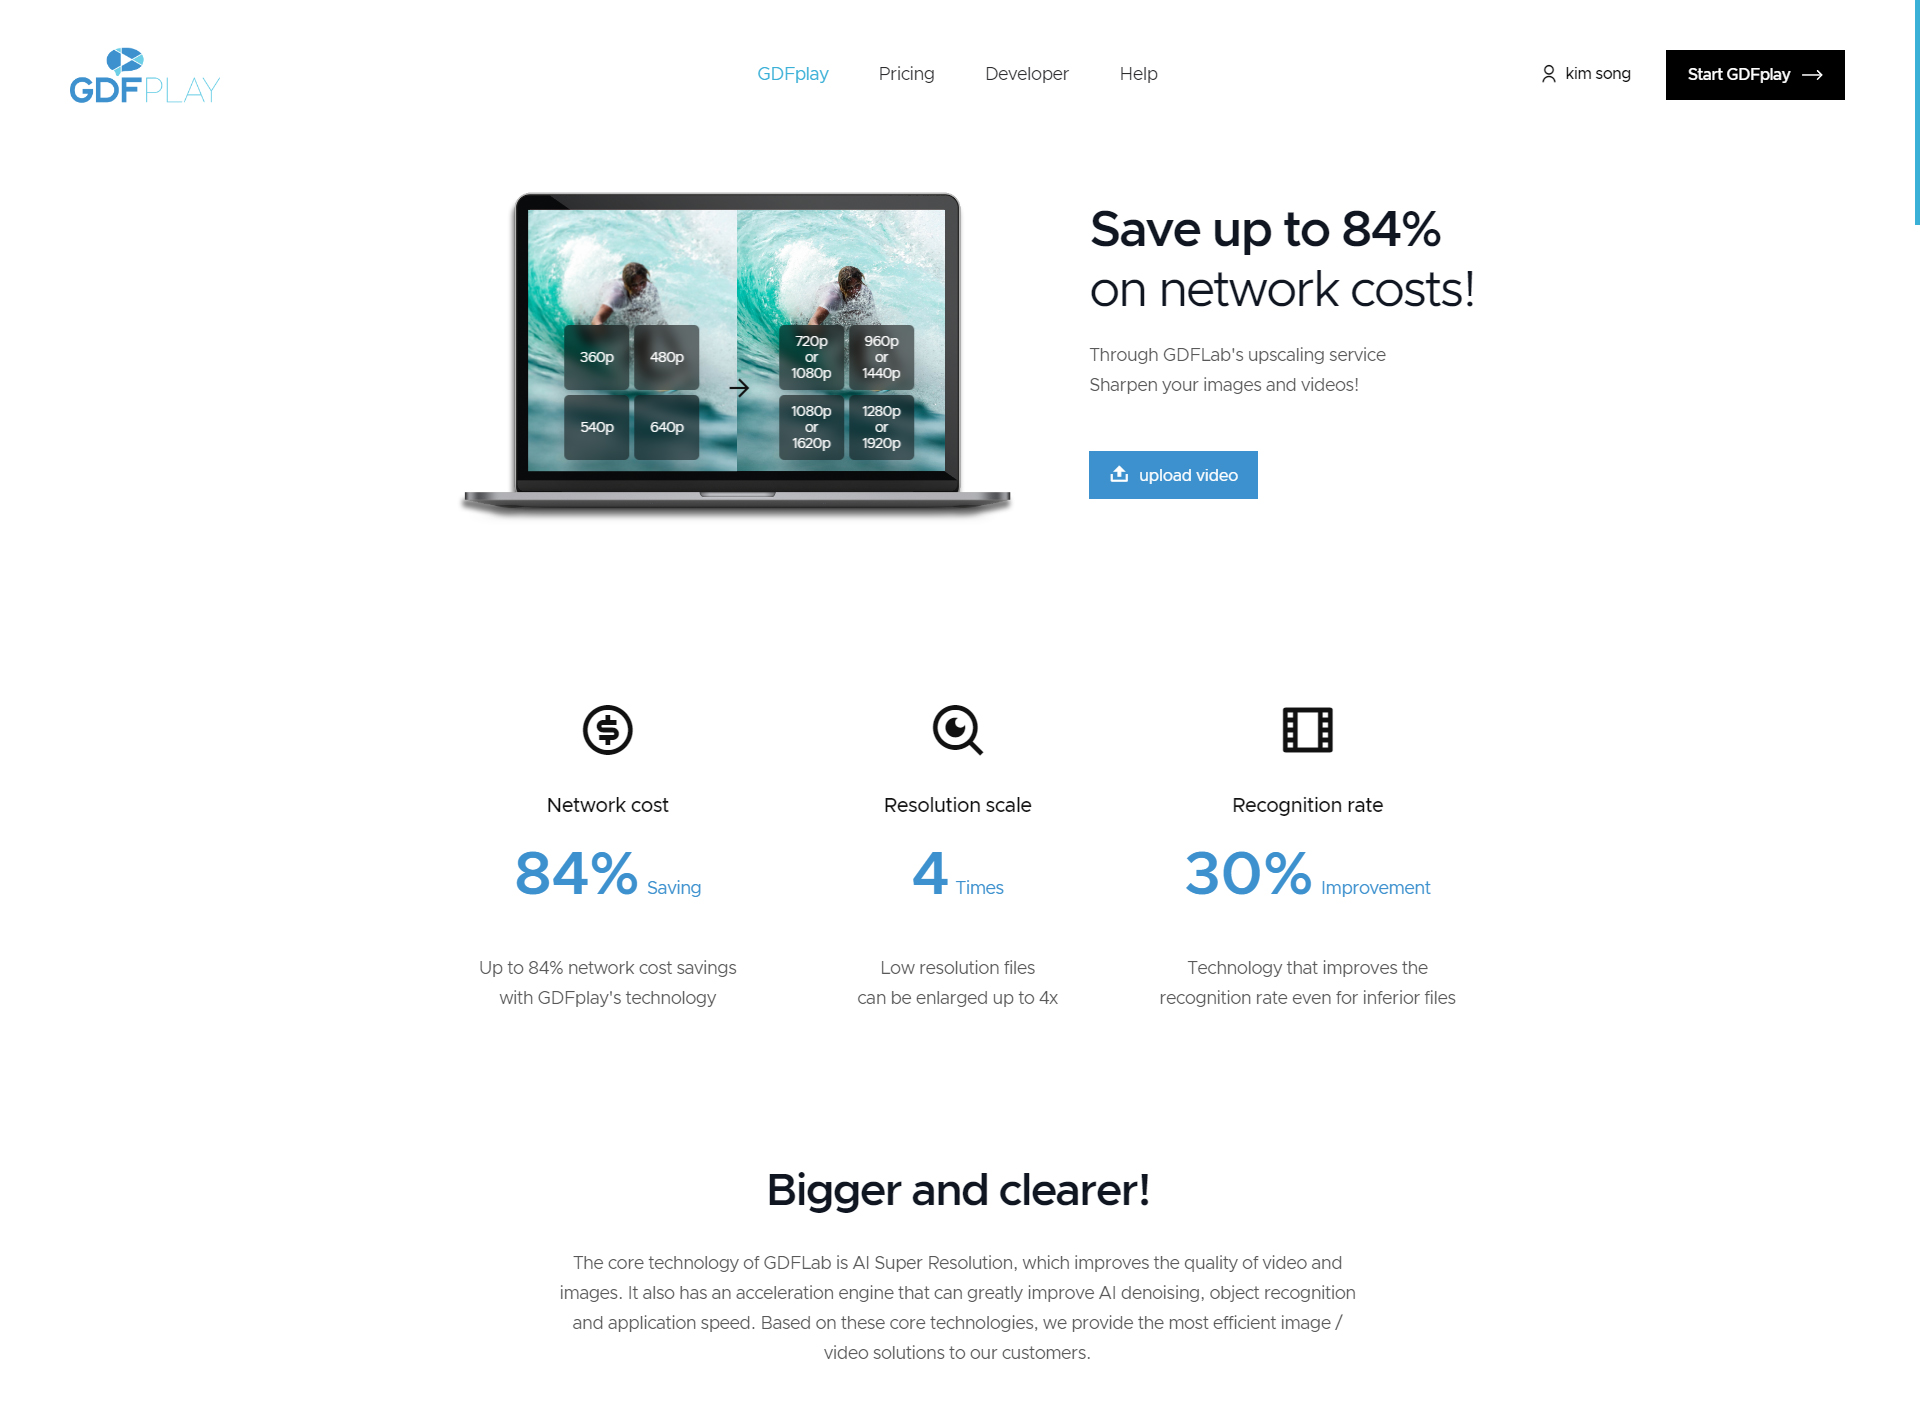 GDFPLAY
GDFplay
Pricing
Developer
Help
kim song
Start GDFplay
360p
480p
540p
640p
720p
or
1080p
960p
or
1440p
1080p
or
1620p
1280p
or
1920p
Save up to 84%
on network costs!
Through GDFLab's upscaling service
Sharpen your images and videos!
upload video
Network cost
84% Saving
Up to 84% network cost savings
with GDFplay's technology
Resolution scale
4 Times
Low resolution files
can be enlarged up to 4x
Recognition rate
30% Improvement
Technology that improves the
recognition rate even for inferior files
Bigger and clearer!
The core technology of GDFLab is AI Super Resolution, which improves the quality of video and
images. It also has an acceleration engine that can greatly improve AI denoising, object recognition
and application speed. Based on these core technologies, we provide the most efficient image /
video solutions to our customers.